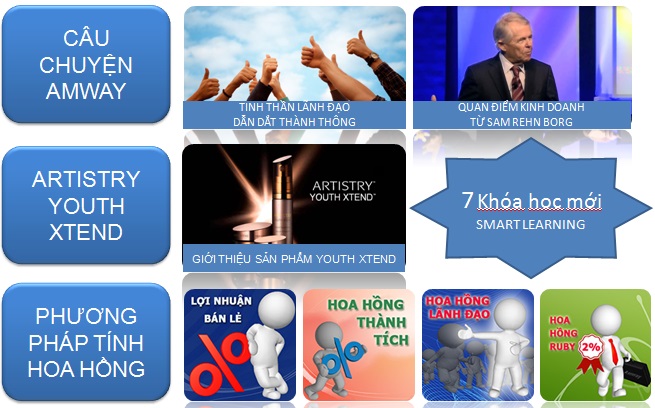 CÂU
CHUYỆN
AMWAY
TINH THẦN LÃNH ĐẠO
DẪN DẮT THÀNH THÔNG
QUAN ĐIỂM KINH DOANH
TỪ SAM REHN BORG
ARTISTRY
YOUTH
XTEND
ARTISTRY
YOUTH XTEND™
GIỚI THIỆU SẢN PHẨM YOUTH XTEND
7 Khóa học mới
SMART LEARNING
PHƯƠNG
PHÁP TÍNH
HOA HỒNG
LỢI NHUẬN
BÁN LẺ
%
HOA HỒNG
THÀNH
TÍCH
%
HOA HỒNG
LÃNH ĐẠO
HOA
HỒNG
RUBY
2%